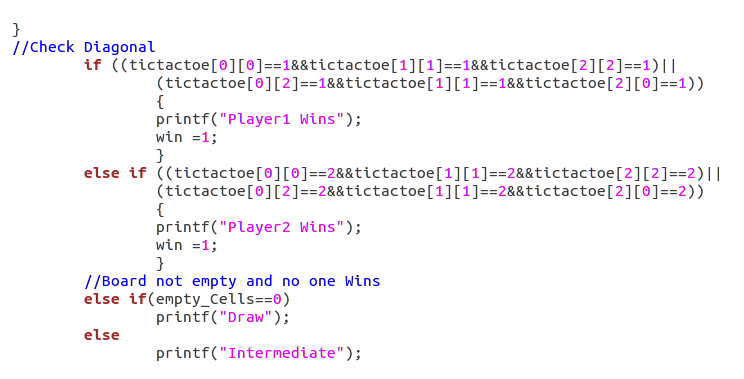 }
//Check Diagonal
if ((tictactoe[0][0]==1&&tictactoe[1][1]==1&&tictactoe[2][2]==1)||
(tictactoe[0][2]==1&&tictactoe[1][1]==1&&tictactoe[2][0]==1))
{
printf("Player1 Wins");
win =1;
}
else if ((tictactoe[0][0]==2&&tictactoe[1][1]==2&&tictactoe[2][2]==2)||
(tictactoe[0][2]==2&&tictactoe[1][1]==2&&tictactoe[2][0]==2))
{
printf("Player2 Wins");
win =1;
}
//Board not empty and no one Wins
else if(empty_Cells==0)
printf("Draw");
else
printf("Intermediate");